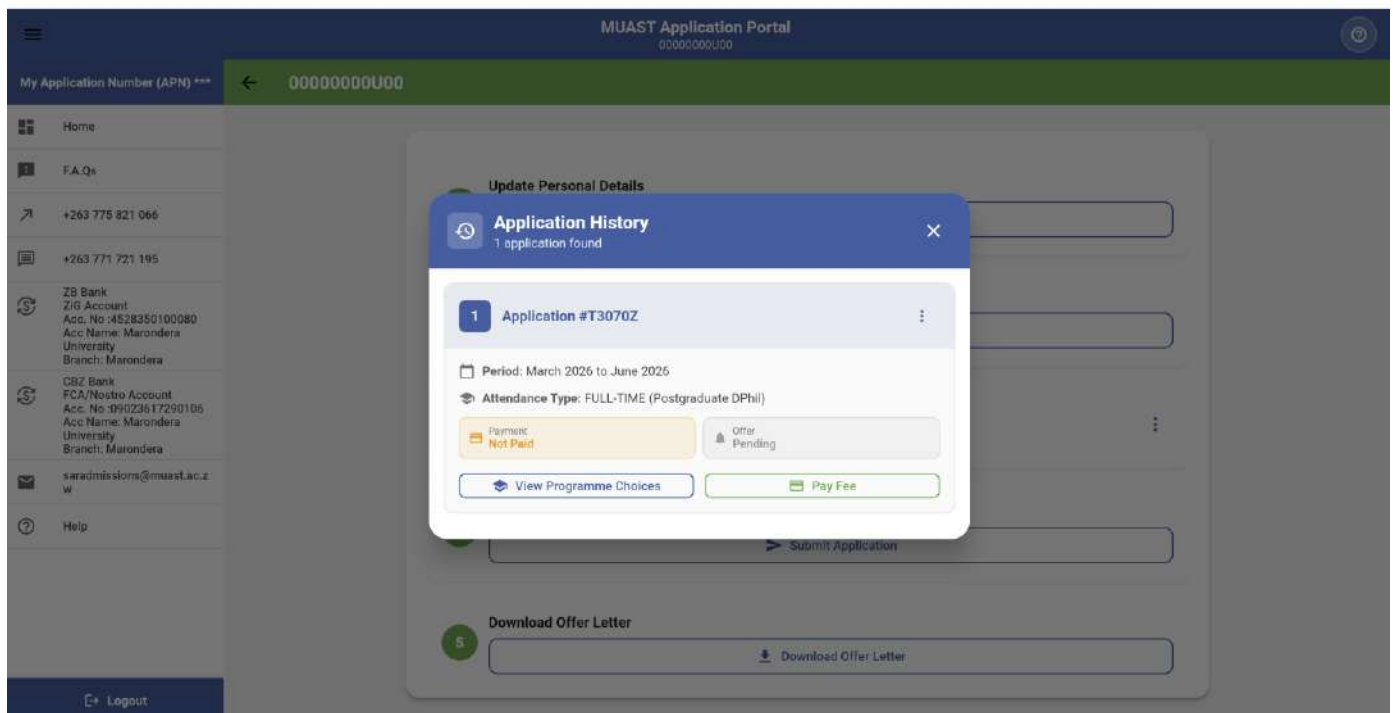 MUAST Application Portal
00000000U00
My Application Number (APN) ***
00000000U00
Home
F.A.Qs
+263 775 821 066
+263 771 721 195
ZB Bank
ZiG Account
Acc. No :4528350100080
Acc Name: Marondera
University
Branch: Marondera
CBZ Bank
FCA/Nostro Account
Acc. No :09023617290106
Acc Name: Marondera
University
Branch: Marondera
saradmissions@muast.ac.z
w
Help
Logout
Update Personal Details
Application History
1 application found
1
Application #T3070Z
Period: March 2026 to June 2026
Attendance Type: FULL-TIME (Postgraduate DPhil)
Payment
Not Paid
Offer
Pending
View Programme Choices
Pay Fee
Submit Application
Download Offer Letter
5
Download Offer Letter